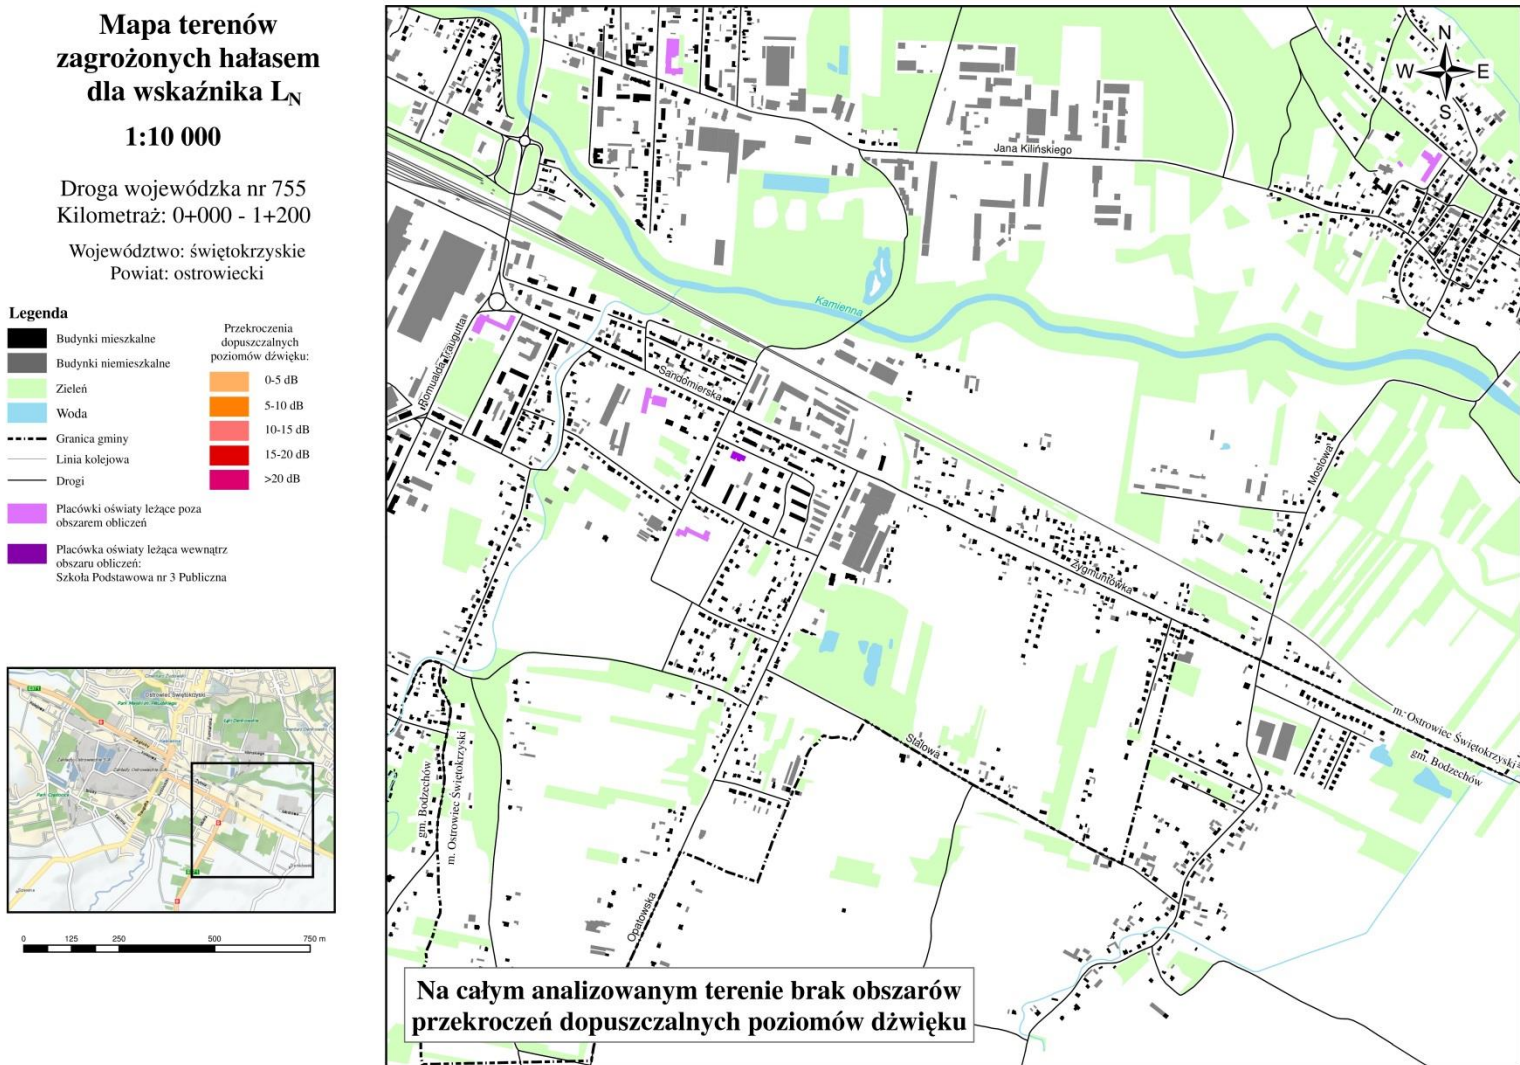 Mapa terenów
zagrożonych hałasem
dla wskaźnika LN
1:10 000
Droga wojewódzka nr 755
Kilometraż: 0+000 - 1+200
Województwo: świętokrzyskie
Powiat: ostrowiecki
Legenda
Budynki mieszkalne
Budynki niemieszkalne
Zieleń
Woda
Granica gminy
Linia kolejowa
Drogi
Placówki oświaty leżące poza
obszarem obliczeń
Placówka oświaty leżąca wewnątrz
obszaru obliczeń:
Szkoła Podstawowa nr 3 Publiczna
Przekroczenia
dopuszczalnych
poziomów dźwięku:
0-5 dB
5-10 dB
10-15 dB
15-20 dB
>20 dB
Ostrowiec Świętokrzyski
0 125 250 500 750 m
N
W E
S
Jana Kilińskiego
Kamienna
Romualda Traugutta
Sandomierska
Mostowa
Żygmuntówka
Stalowa
Opatowska
m. Ostrowiec Świętokrzyski
gm. Bodzechów
gm. Bodzechów
m. Ostrowiec Świętokrzyski
Na całym analizowanym terenie brak obszarów
przekroczeń dopuszczalnych poziomów dźwięku